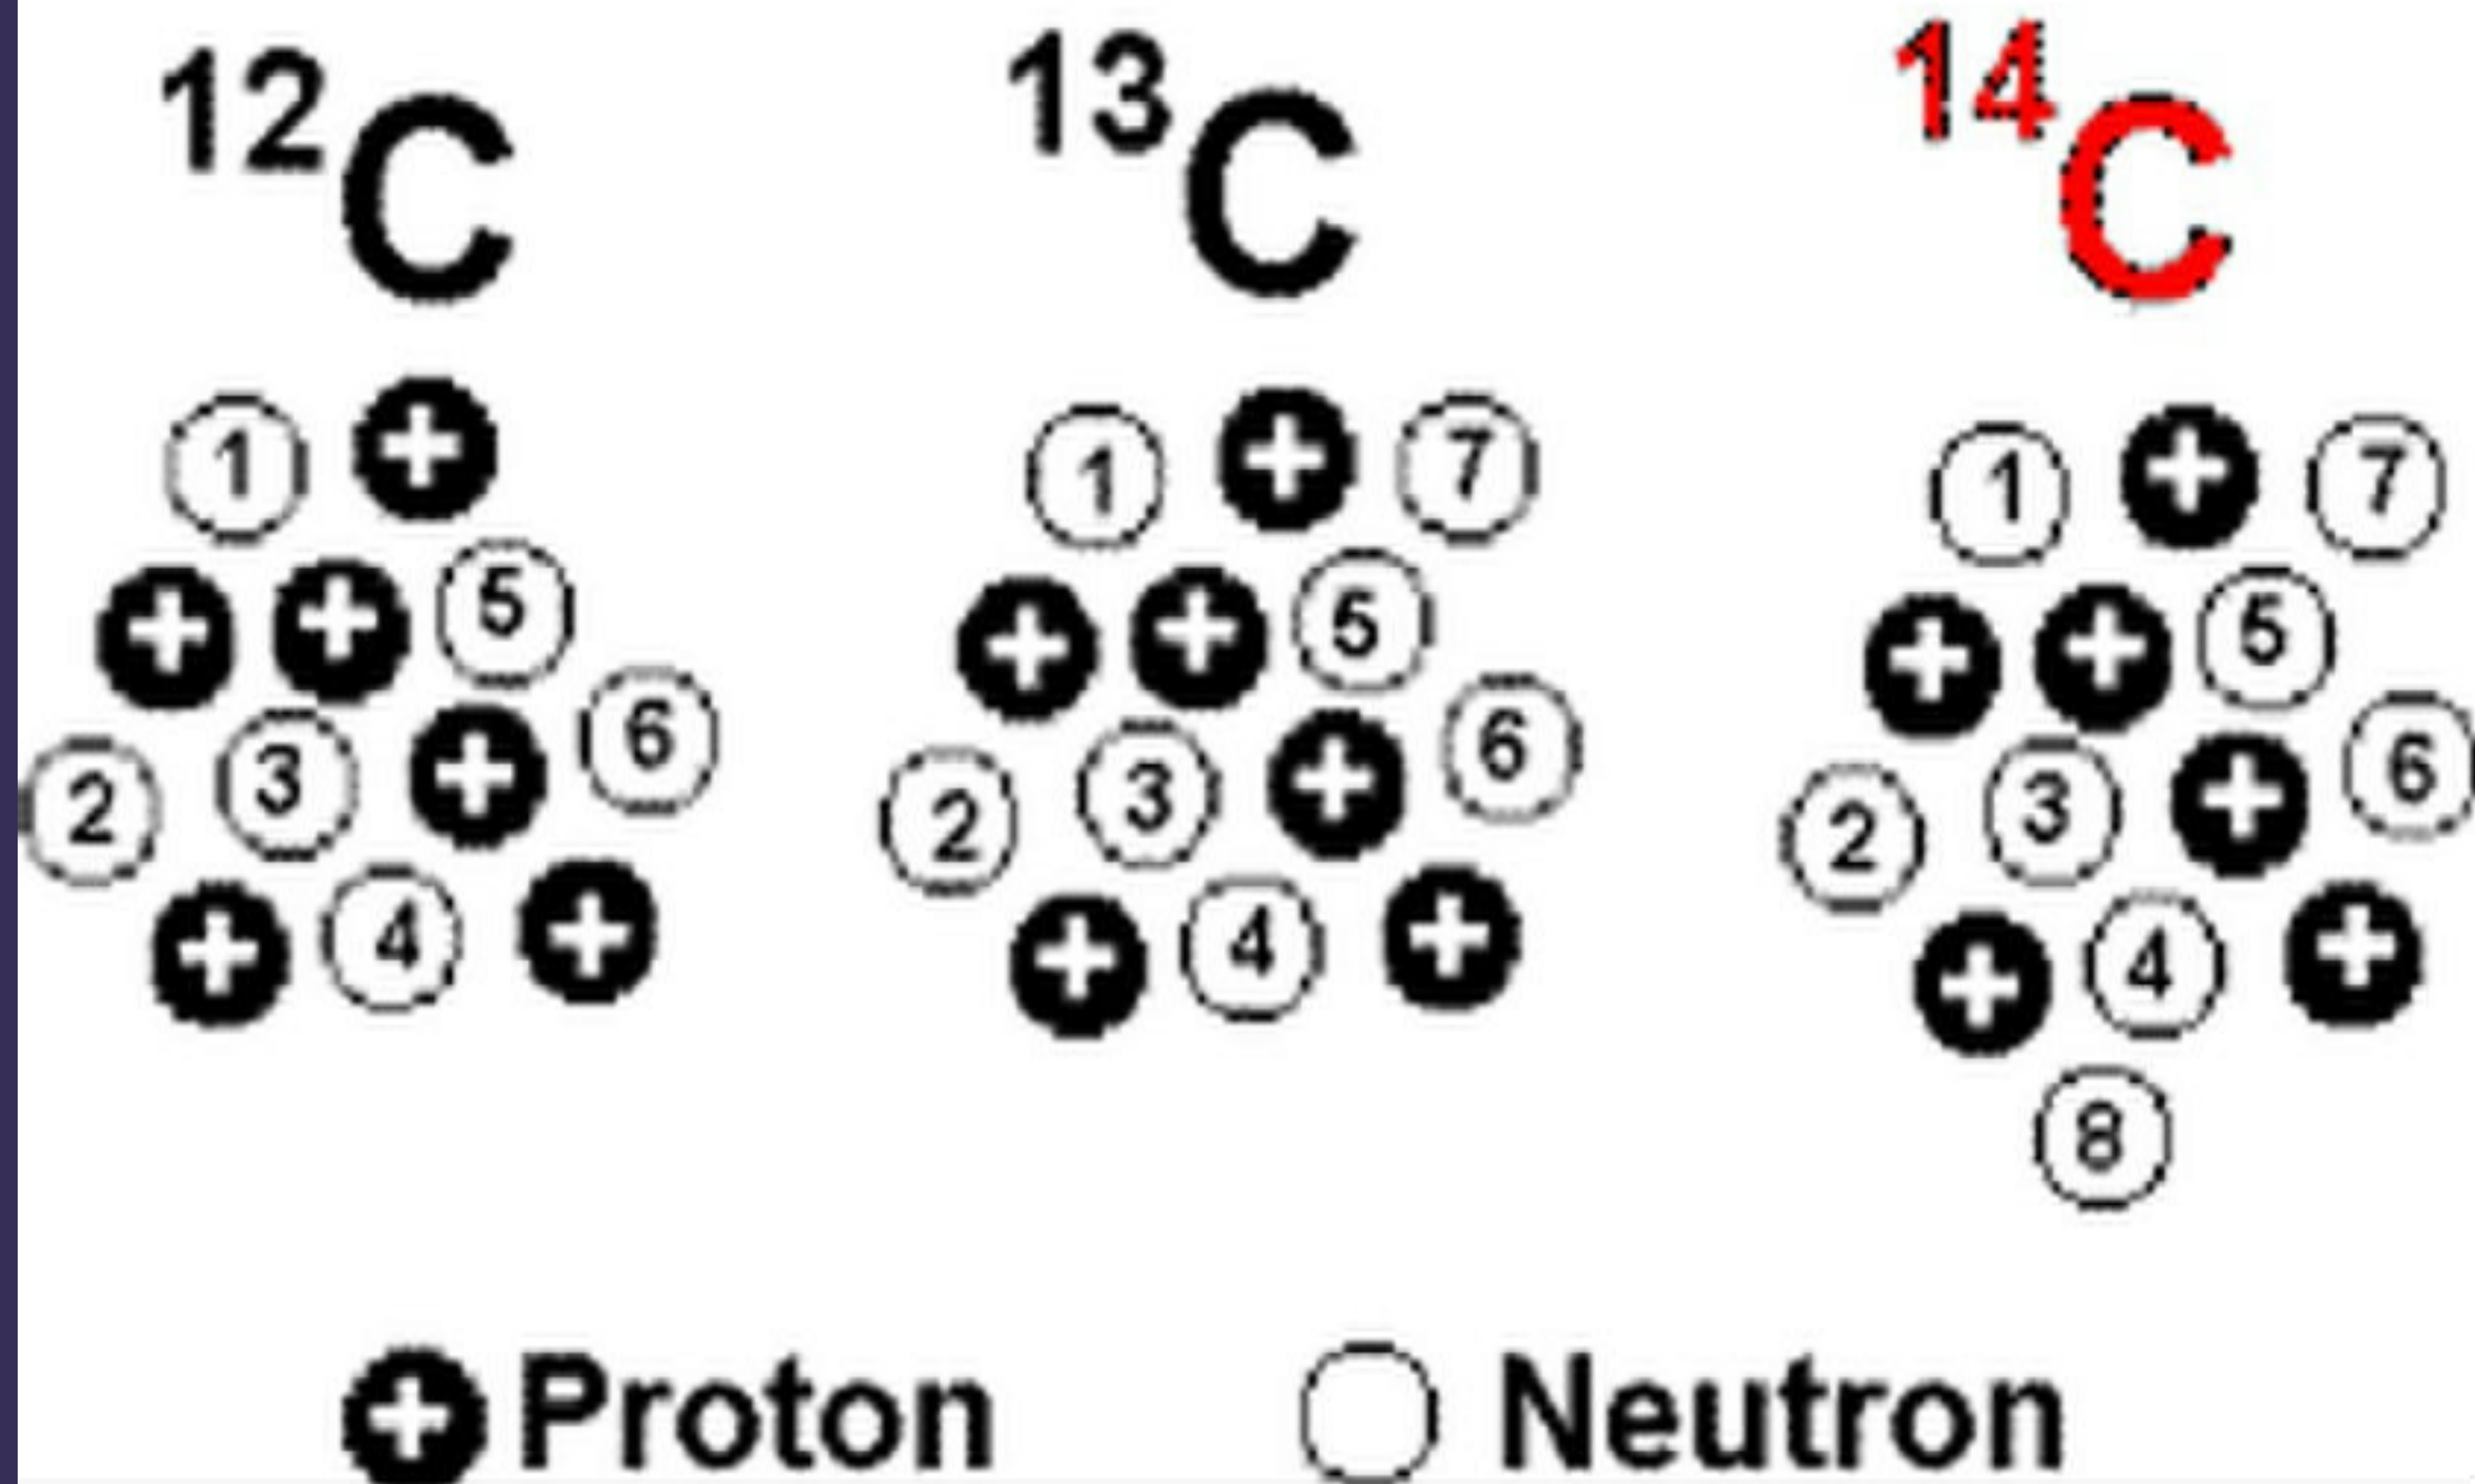 12C 13C 14C
1 + 1 + 7 1 + 7
+ + 5 + + 5 + + 5
2 3 + 6 2 3 + 6 2 3 + 6
+ 4 + + 4 + + 4 +
8
+ Proton Neutron